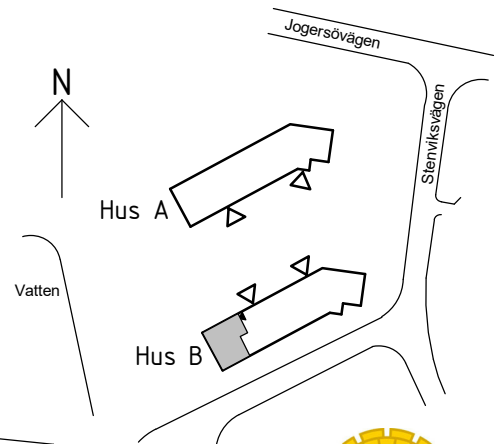 Jogersövägen
N
Stenviksvägen
Hus A
Vatten
Hus B